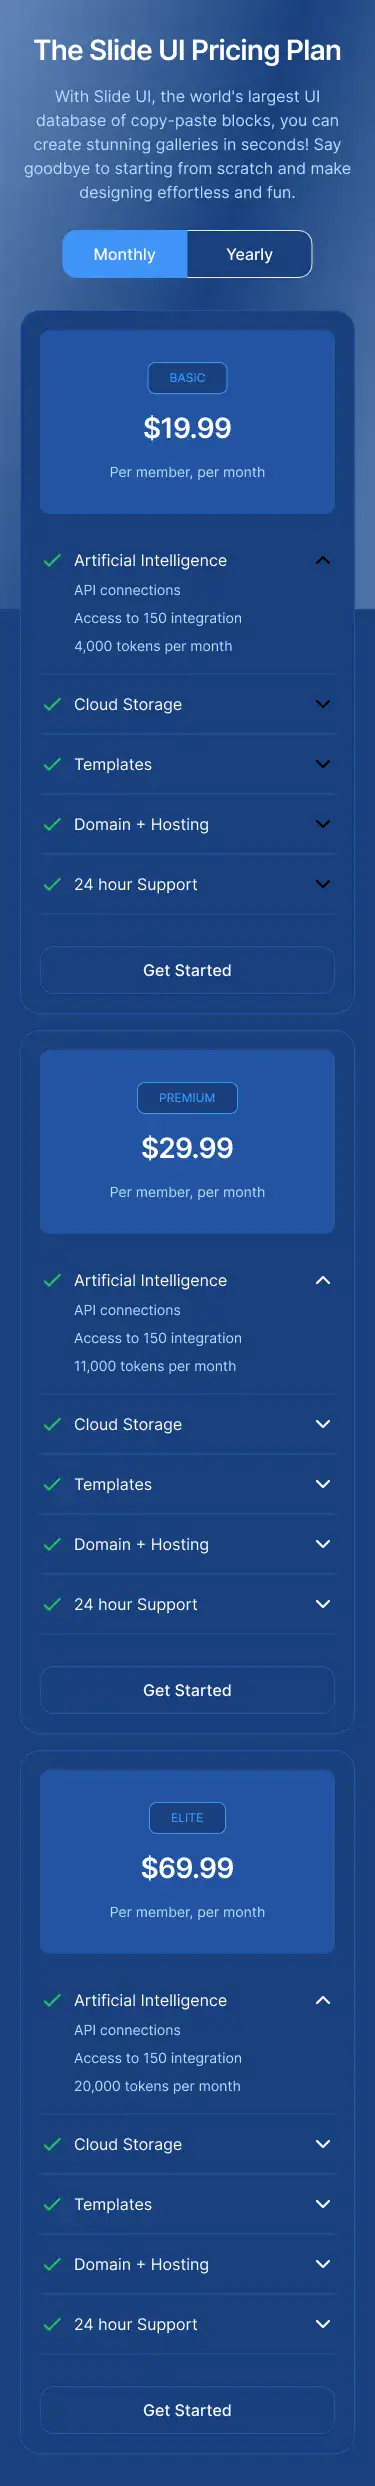 The Slide UI Pricing Plan
With Slide UI, the world's largest UI
database of copy-paste blocks, you can
create stunning galleries in seconds! Say
goodbye to starting from scratch and make
designing effortless and fun.
Monthly
Yearly
BASIC
$19.99
Per member, per month
Artificial Intelligence
API connections
Access to 150 integration
4,000 tokens per month
Cloud Storage
Templates
Domain + Hosting
24 hour Support
Get Started
PREMIUM
$29.99
Per member, per month
Artificial Intelligence
API connections
Access to 150 integration
11,000 tokens per month
Cloud Storage
Templates
Domain + Hosting
24 hour Support
Get Started
ELITE
$69.99
Per member, per month
Artificial Intelligence
API connections
Access to 150 integration
20,000 tokens per month
Cloud Storage
Templates
Domain + Hosting
24 hour Support
Get Started